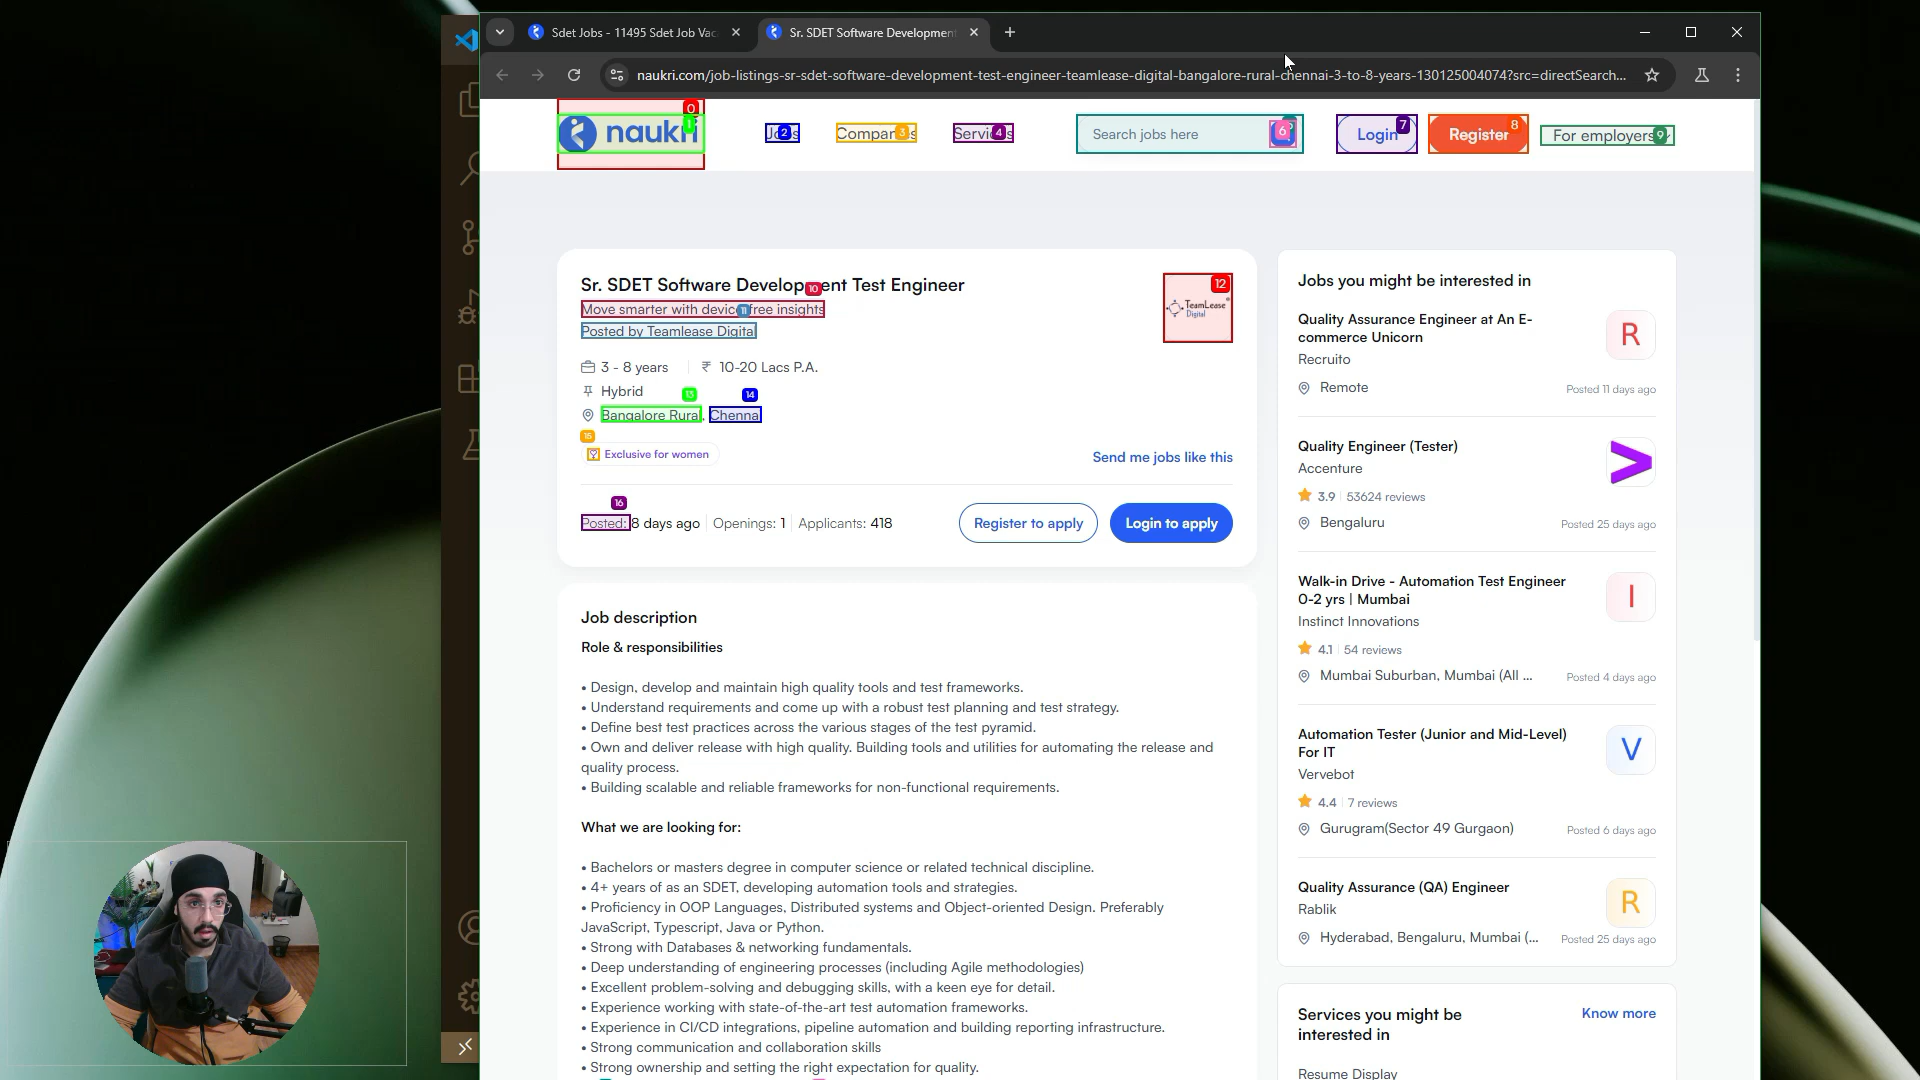 Sdet Jobs - 11495 Sdet Job Vac
Sr. SDET Software Development
naukri.com/job-listings-sr-sdet-software-development-test-engineer-teamlease-digital-bangalore-rural-chennai-3-to-8-years-130125004074?src=directSearch...
0
1
naukri
2
3
4
Search jobs here
6
Login
7
Register
8
For employers
9
Sr. SDET Software Development Test Engineer
10
Move smarter with device-free insights
11
Posted by Teamlease Digital
12
TeamLease
Digital
3 - 8 years
₹ 10-20 Lacs P.A.
Hybrid
13
14
Bangalore Rural, Chennai
15
Exclusive for women
Send me jobs like this
16
Posted: 8 days ago
Openings: 1
Applicants: 418
Register to apply
Login to apply
Job description
Role & responsibilities
• Design, develop and maintain high quality tools and test frameworks.
• Understand requirements and come up with a robust test planning and test strategy.
• Define best test practices across the various stages of the test pyramid.
• Own and deliver release with high quality. Building tools and utilities for automating the release and
quality process.
• Building scalable and reliable frameworks for non-functional requirements.
What we are looking for:
• Bachelors or masters degree in computer science or related technical discipline.
• 4+ years of as an SDET, developing automation tools and strategies.
• Proficiency in OOP Languages, Distributed systems and Object-oriented Design. Preferably
JavaScript, Typescript, Java or Python.
• Strong with Databases & networking fundamentals.
• Deep understanding of engineering processes (including Agile methodologies)
• Excellent problem-solving and debugging skills, with a keen eye for detail.
• Experience working with state-of-the-art test automation frameworks.
• Experience in CI/CD integrations, pipeline automation and building reporting infrastructure.
• Strong communication and collaboration skills
• Strong ownership and setting the right expectation for quality.
Jobs you might be interested in
Quality Assurance Engineer at An E-
commerce Unicorn
R
Recruito
Remote
Posted 11 days ago
Quality Engineer (Tester)
Accenture
3.9
53624 reviews
Bengaluru
Posted 25 days ago
Walk-in Drive - Automation Test Engineer
0-2 yrs | Mumbai
I
Instinct Innovations
4.1
54 reviews
Mumbai Suburban, Mumbai (All ...
Posted 4 days ago
Automation Tester (Junior and Mid-Level)
For IT
V
Vervebot
4.4
7 reviews
Gurugram(Sector 49 Gurgaon)
Posted 6 days ago
Quality Assurance (QA) Engineer
R
Rablik
Hyderabad, Bengaluru, Mumbai (...
Posted 25 days ago
Services you might be
interested in
Know more
Resume Display